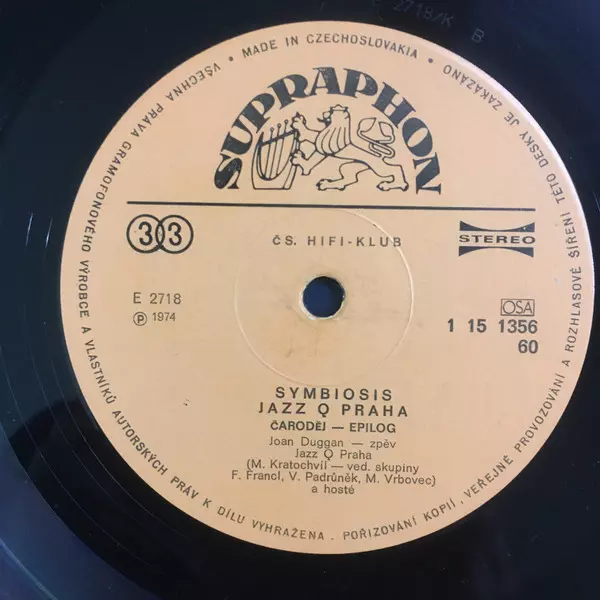 2718/K B
VŠECHNA PRÁVA GRAMOFONOVÉHO VÝROBCE A VLASTNÍKŮ AUTORSKÝCH PRÁV K DÍLU VYHRAŽENA . POŘIZOVÁNÍ KOPIÍ , VEŘEJNÉ PROVOZOVÁNÍ A ROZHLASOVÉ ŠÍŘENÍ TÉTO DESKY JE ZAKÁZÁNO • MADE IN CZECHOSLOVAKIA •
SUPRAPHON
33
ČS. HIFI-KLUB
STEREO
E 2718
Ⓟ 1974
OSA
1 15 1356
60
SYMBIOSIS
JAZZ Q PRAHA
ČARODĚJ — EPILOG
Joan Duggan — zpěv
Jazz Q Praha
(M. Kratochvíl — ved. skupiny
F. Francl, V. Padrůněk, M. Vrbovec)
a hosté